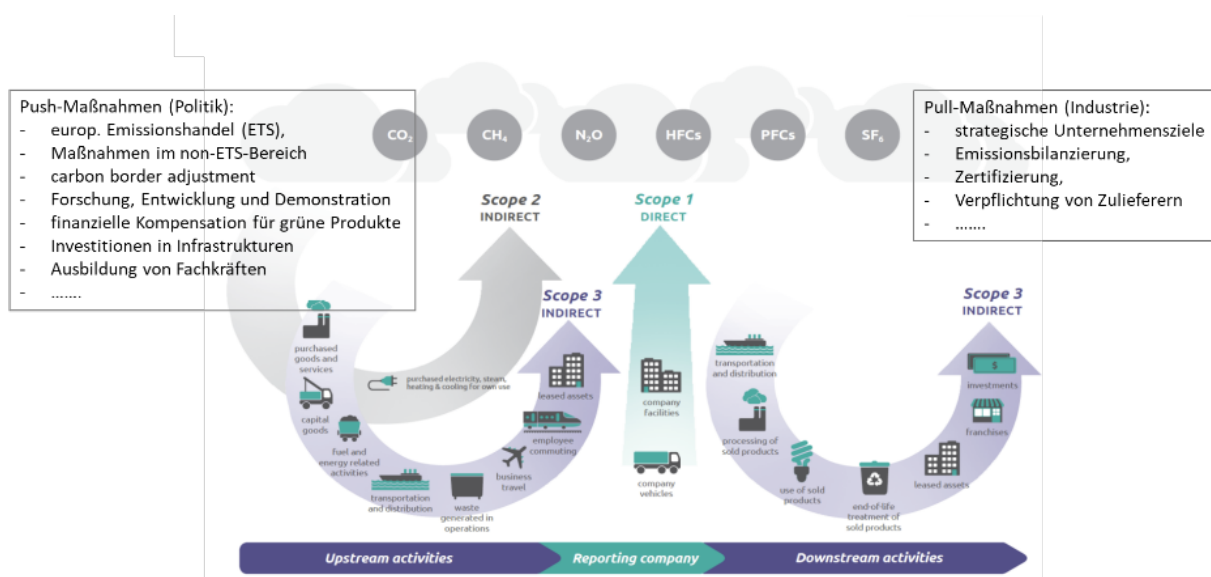 Push-Maßnahmen (Politik):
- europ. Emissionshandel (ETS),
- Maßnahmen im non-ETS-Bereich
- carbon border adjustment
- Forschung, Entwicklung und Demonstration
- finanzielle Kompensation für grüne Produkte
- Investitionen in Infrastrukturen
- Ausbildung von Fachkräften
- …….
CO₂
CH₄
N₂O
HFCs
PFCs
SF₆
Pull-Maßnahmen (Industrie):
- strategische Unternehmensziele
- Emissionsbilanzierung,
- Zertifizierung,
- Verpflichtung von Zulieferern
- …….
Scope 2
INDIRECT
Scope 1
DIRECT
Scope 3
INDIRECT
Scope 3
INDIRECT
purchased
goods and
services
capital
goods
fuel and
energy related
activities
transportation
and distribution
waste
generated in
operations
business
travel
employee
commuting
leased assets
purchased electricity, steam,
heating & cooling for own use
company
facilities
company
vehicles
transportation
and distribution
processing of
sold products
use of sold
products
end-of-life
treatment of
sold products
leased assets
franchises
$
investments
Upstream activities
Reporting company
Downstream activities